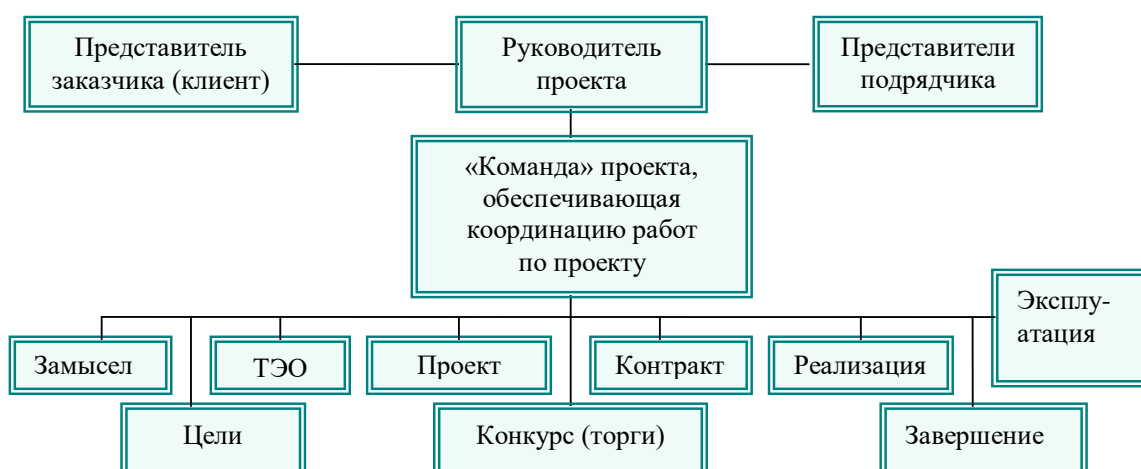 Представитель
заказчика (клиент)
Руководитель
проекта
Представители
подрядчика
«Команда» проекта,
обеспечивающая
координацию работ
по проекту
Эксплу-
атация
Замысел
ТЭО
Проект
Контракт
Реализация
Цели
Конкурс (торги)
Завершение